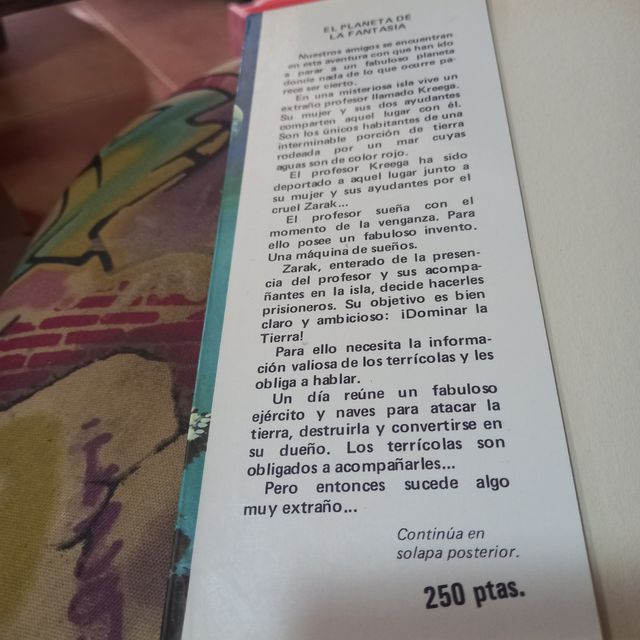 EL PLANETA DE
LA FANTASIA
Nuestros amigos se encuentran
en esta aventura con que han ido
a parar a un fabuloso planeta
donde nada de lo que ocurre pa-
rece ser cierto.
En una misteriosa isla vive un
extraño profesor llamado Kreega.
Su mujer y sus dos ayudantes
comparten aquel lugar con él.
Son los únicos habitantes de una
interminable porción de tierra
rodeada por un mar cuyas
aguas son de color rojo.
El profesor Kreega ha sido
deportado a aquel lugar junto a
su mujer y sus ayudantes por el
cruel Zarak...
El profesor sueña con el
momento de la venganza. Para
ello posee un fabuloso invento.
Una máquina de sueños.
Zarak, enterado de la presen-
cia del profesor y sus acompa-
ñantes en la isla, decide hacerles
prisioneros. Su objetivo es bien
claro y ambicioso: ¡Dominar la
Tierra!
Para ello necesita la informa-
ción valiosa de los terrícolas y les
obliga a hablar.
Un día reúne un fabuloso
ejército y naves para atacar la
tierra, destruirla y convertirse en
su dueño. Los terrícolas son
obligados a acompañarles...
Pero entonces sucede algo
muy extraño...
Continúa en
solapa posterior.
250 ptas.